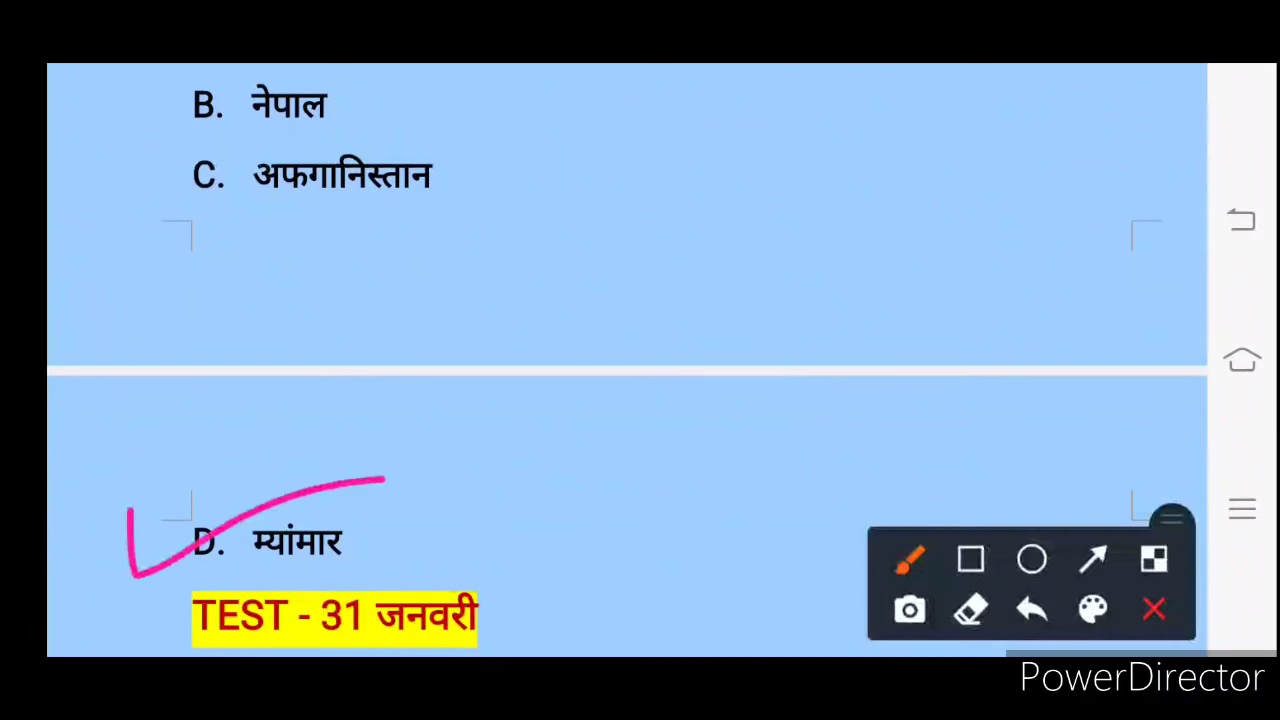 B. नेपाल
C. अफगानिस्तान
D. म्यांमार
TEST - 31 जनवरी
PowerDirector